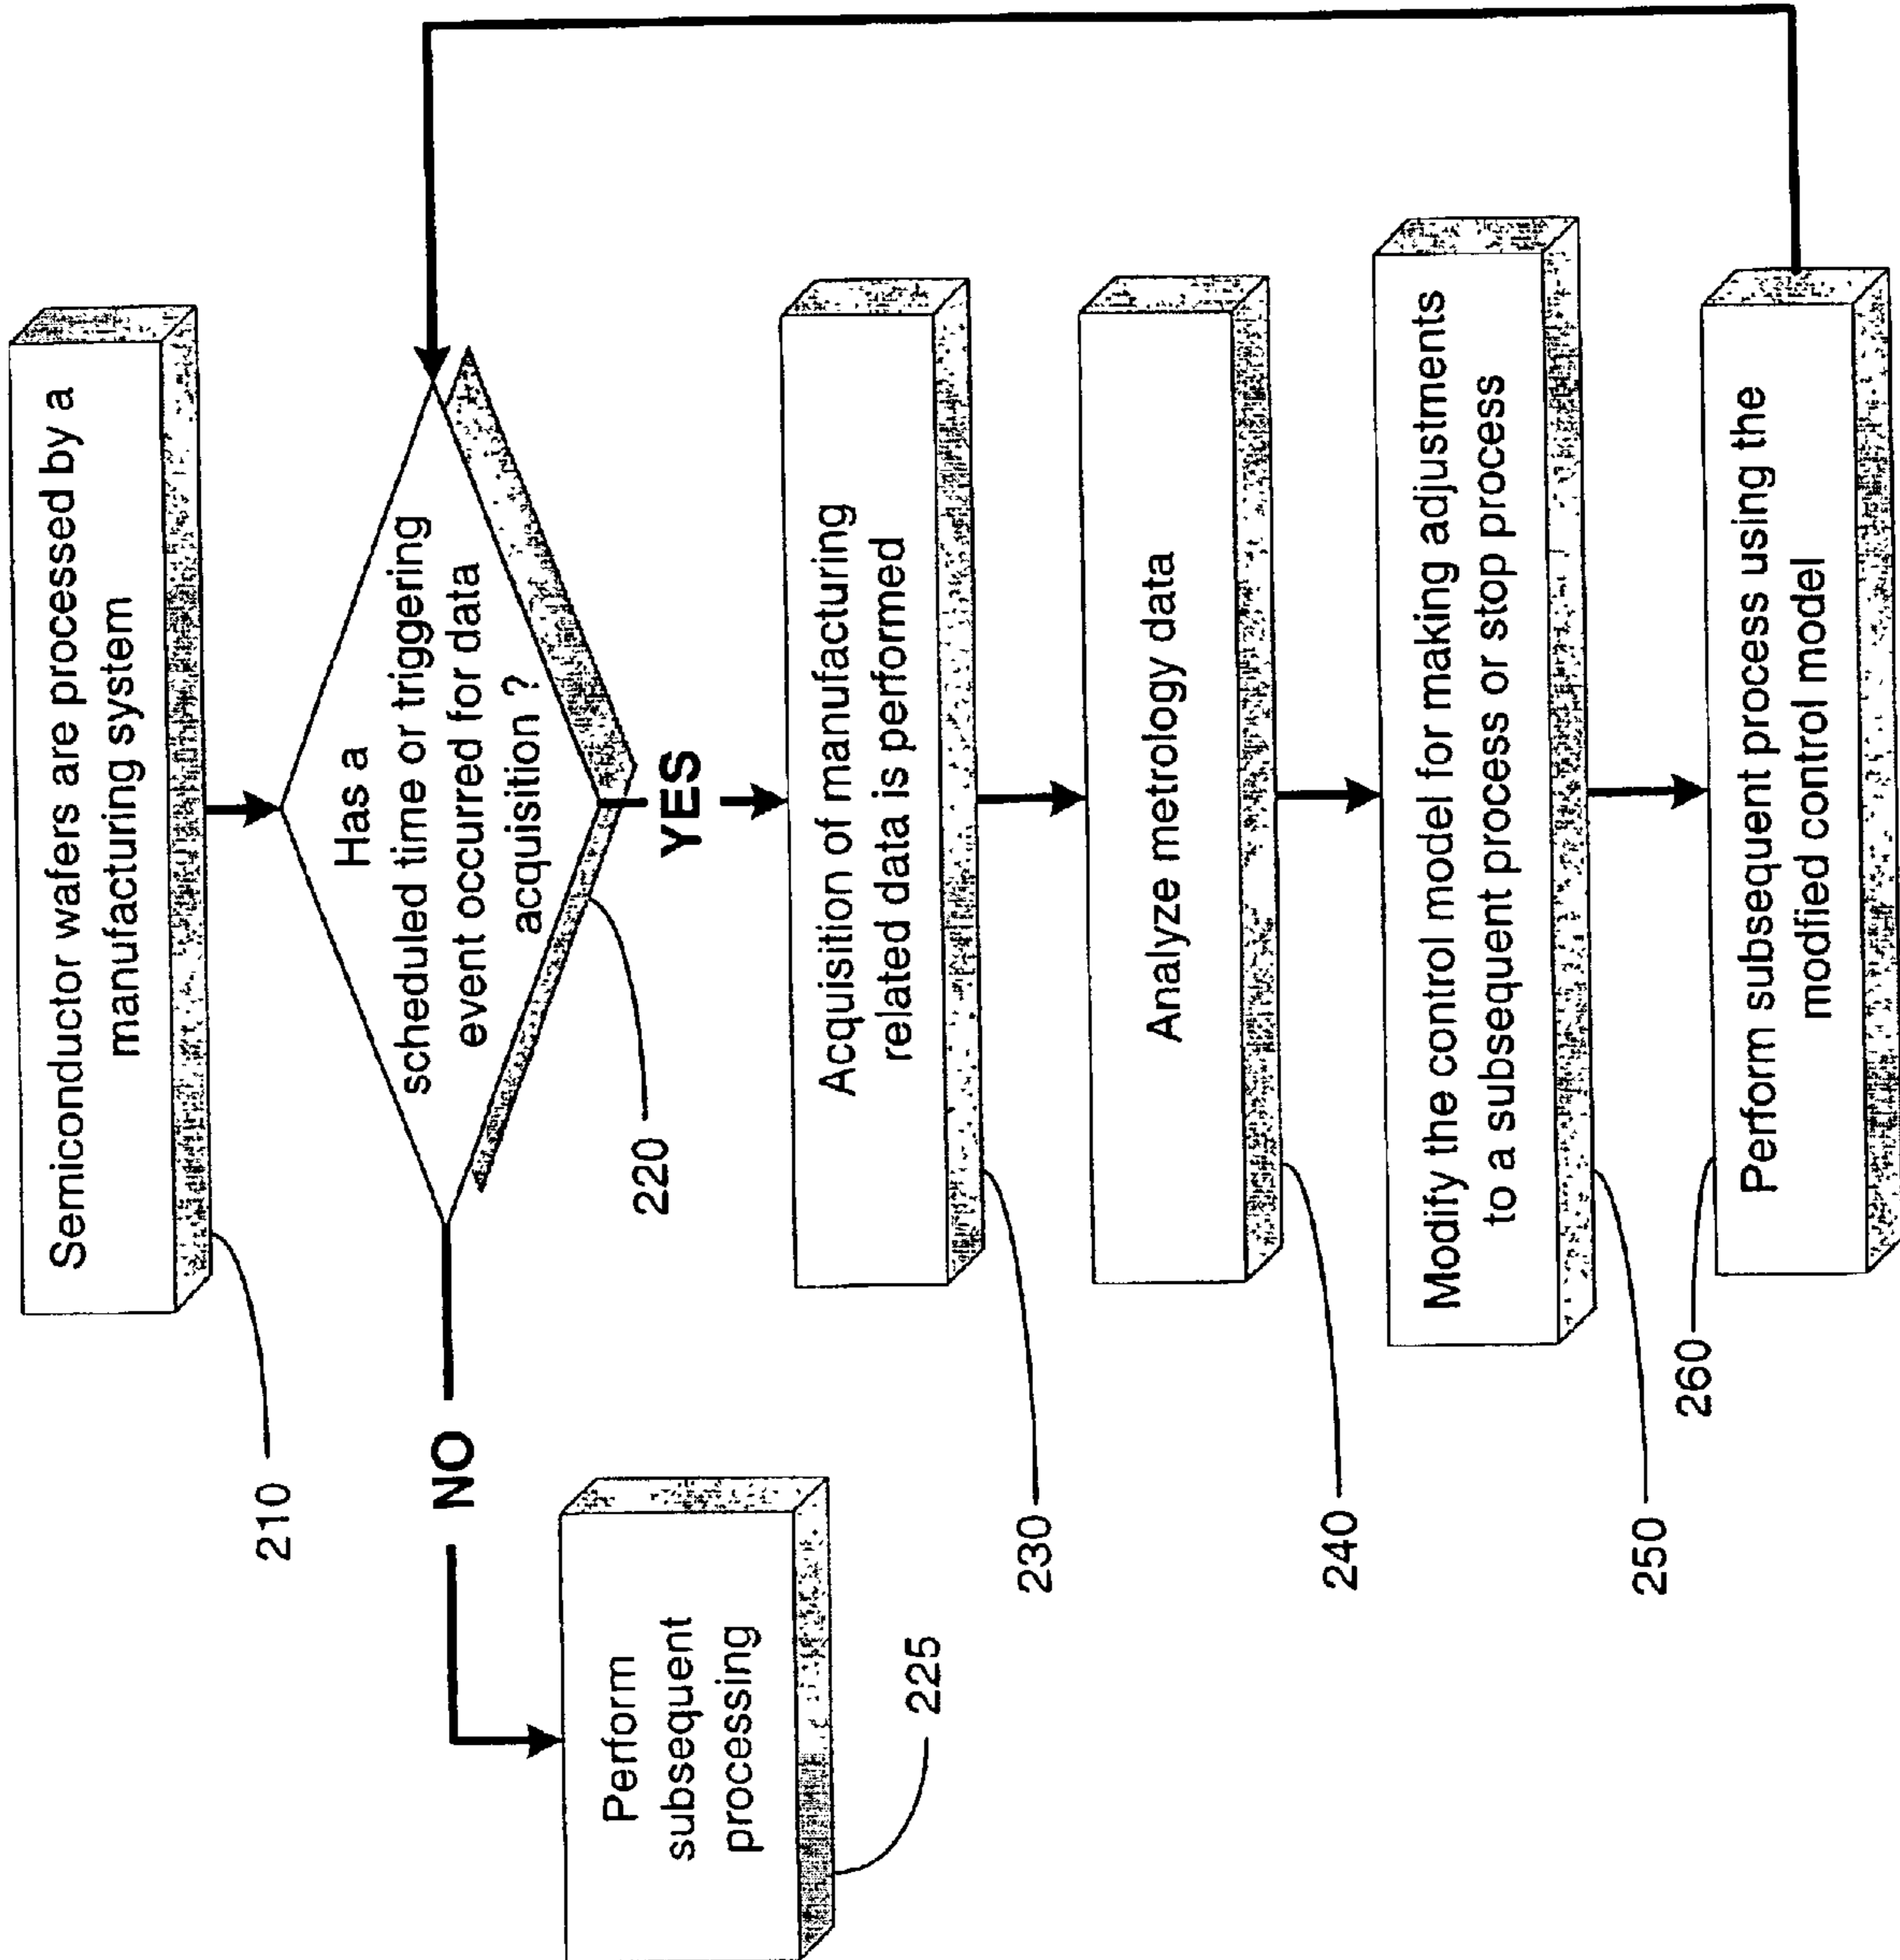 Semiconductor wafers are processed by a
manufacturing system
210
Has a
scheduled time or triggering
event occurred for data
acquisition ?
220
NO
Perform
subsequent
processing
225
YES
Acquisition of manufacturing
related data is performed
230
Analyze metrology data
240
Modify the control model for making adjustments
to a subsequent process or stop process
250
260
Perform subsequent process using the
modified control model